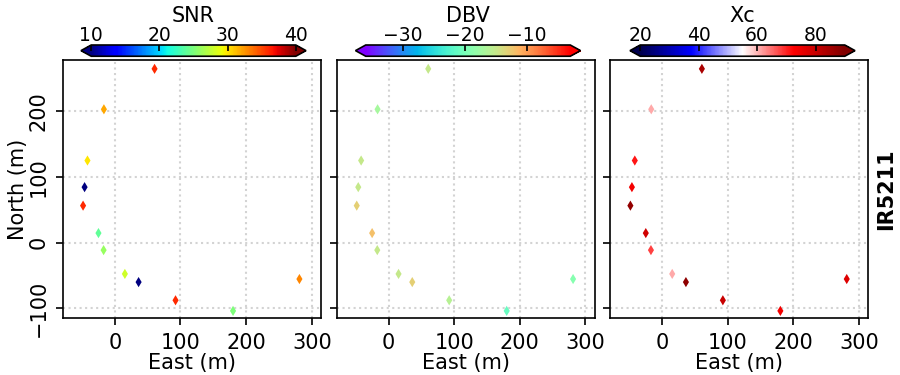 SNR DBV Xc
10 20 30 40 −30 −20 −10 20 40 60 80
200
100
0
−100
North (m)
IR5211
0 100 200 300 0 100 200 300 0 100 200 300
East (m) East (m) East (m)